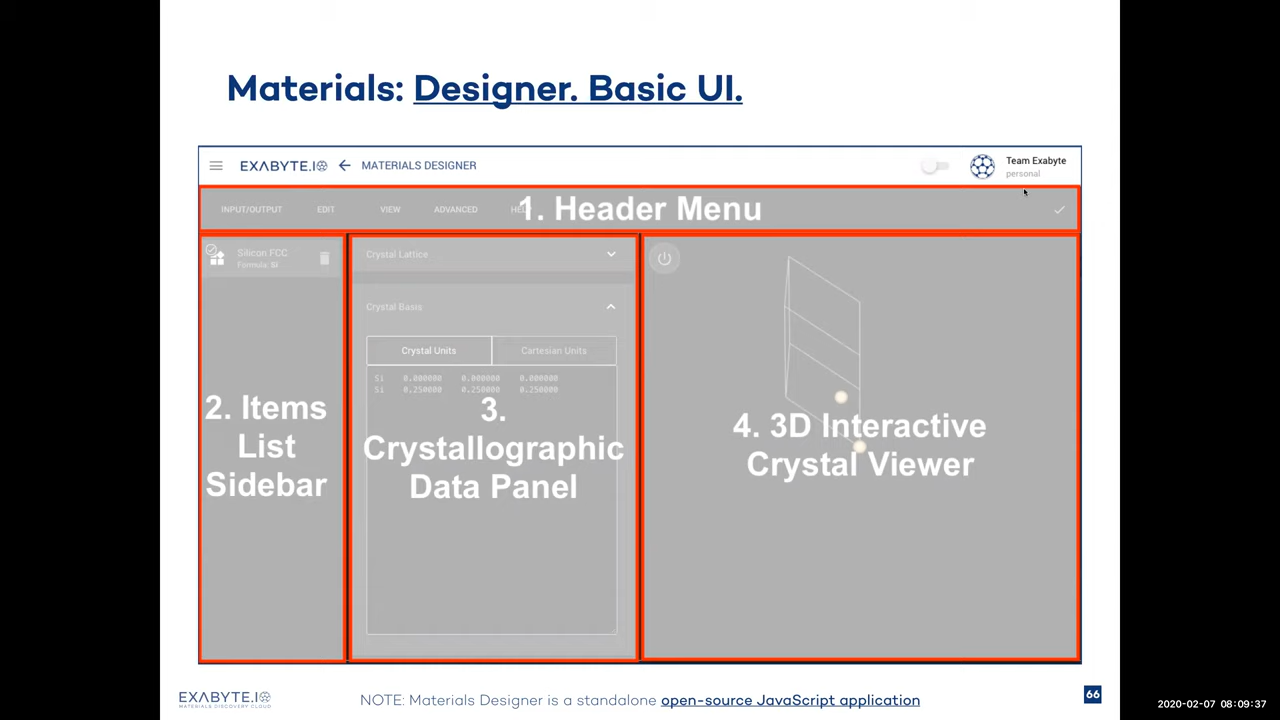 Materials: Designer. Basic UI.
EXABYTE.IO
MATERIALS DESIGNER
Team Exabyte
personal
INPUT/OUTPUT
EDIT
VIEW
ADVANCED
HEL
1. Header Menu
Silicon FCC
Formula: Si
2. Items
List
Sidebar
Crystal Lattice
Crystal Basis
Crystal Units
Cartesian Units
Si 0.000000 0.000000 0.000000
Si 0.250000 0.250000 0.250000
3.
Crystallographic
Data Panel
4. 3D Interactive
Crystal Viewer
EXABYTE.IO
MATERIALS DISCOVERY CLOUD
NOTE: Materials Designer is a standalone open-source JavaScript application
66
2020-02-07 08:09:37